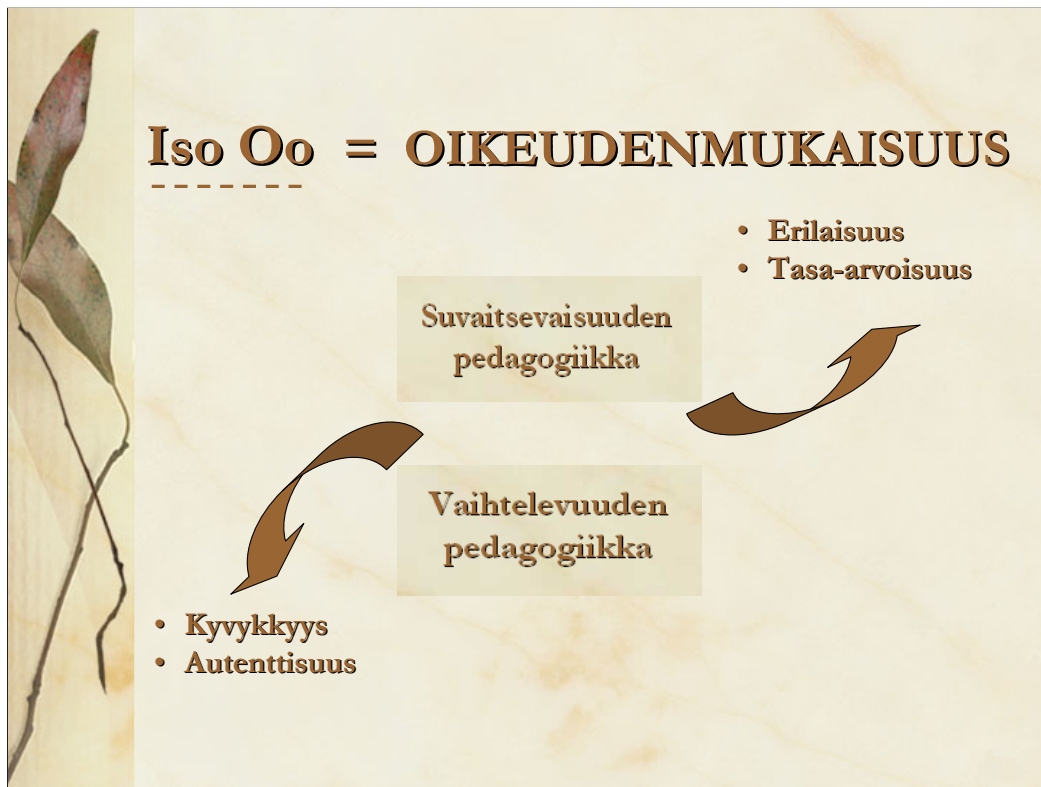 Iso Oo = OIKEUDENMUKAISUUS
-------
• Erilaisuus
• Tasa-arvoisuus
Suvaitsevaisuuden
pedagogiikka
Vaihtelevuuden
pedagogiikka
• Kyvykkyys
• Autenttisuus